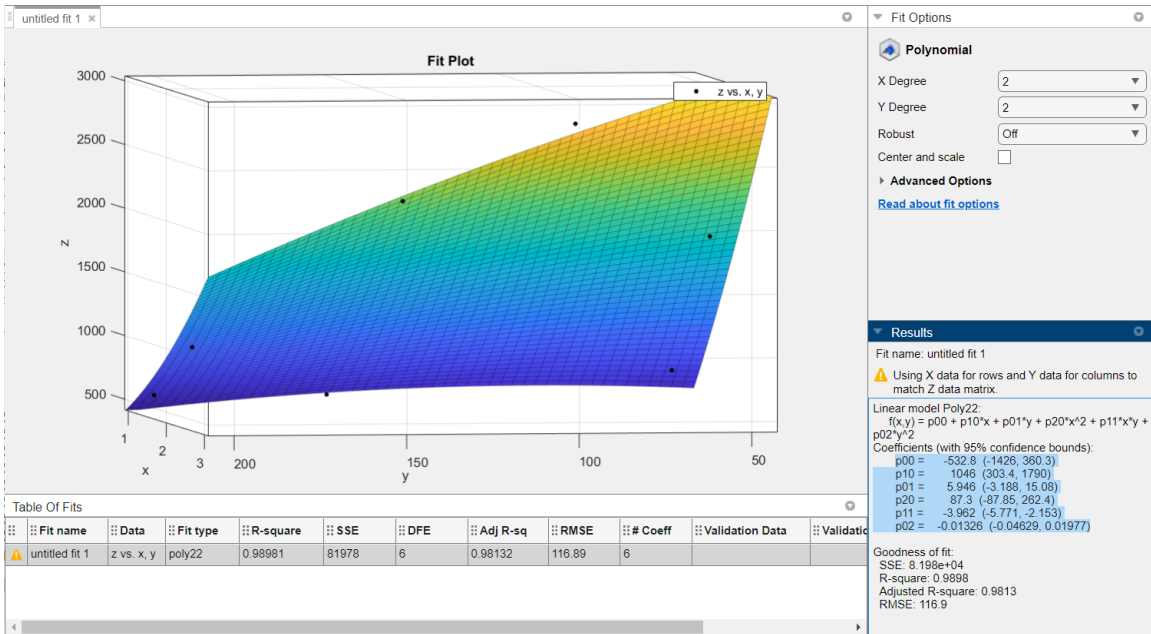 untitled fit 1 ×
Fit Plot
z vs. x, y
3000
2500
2000
1500
1000
500
z
1
2
3
x
200
150
100
50
y
Table Of Fits
Fit name Data Fit type R-square SSE DFE Adj R-sq RMSE # Coeff Validation Data Validatio
untitled fit 1 z vs. x, y poly22 0.98981 81978 6 0.98132 116.89 6
Fit Options
Polynomial
X Degree 2
Y Degree 2
Robust Off
Center and scale
Advanced Options
Read about fit options
Results
Fit name: untitled fit 1
Using X data for rows and Y data for columns to
match Z data matrix.
Linear model Poly22:
f(x,y) = p00 + p10*x + p01*y + p20*x^2 + p11*x*y +
p02*y^2
Coefficients (with 95% confidence bounds):
p00 = -532.8 (-1426, 360.3)
p10 = 1046 (303.4, 1790)
p01 = 5.946 (-3.188, 15.08)
p20 = 87.3 (-87.85, 262.4)
p11 = -3.962 (-5.771, -2.153)
p02 = -0.01326 (-0.04629, 0.01977)
Goodness of fit:
SSE: 8.198e+04
R-square: 0.9898
Adjusted R-square: 0.9813
RMSE: 116.9